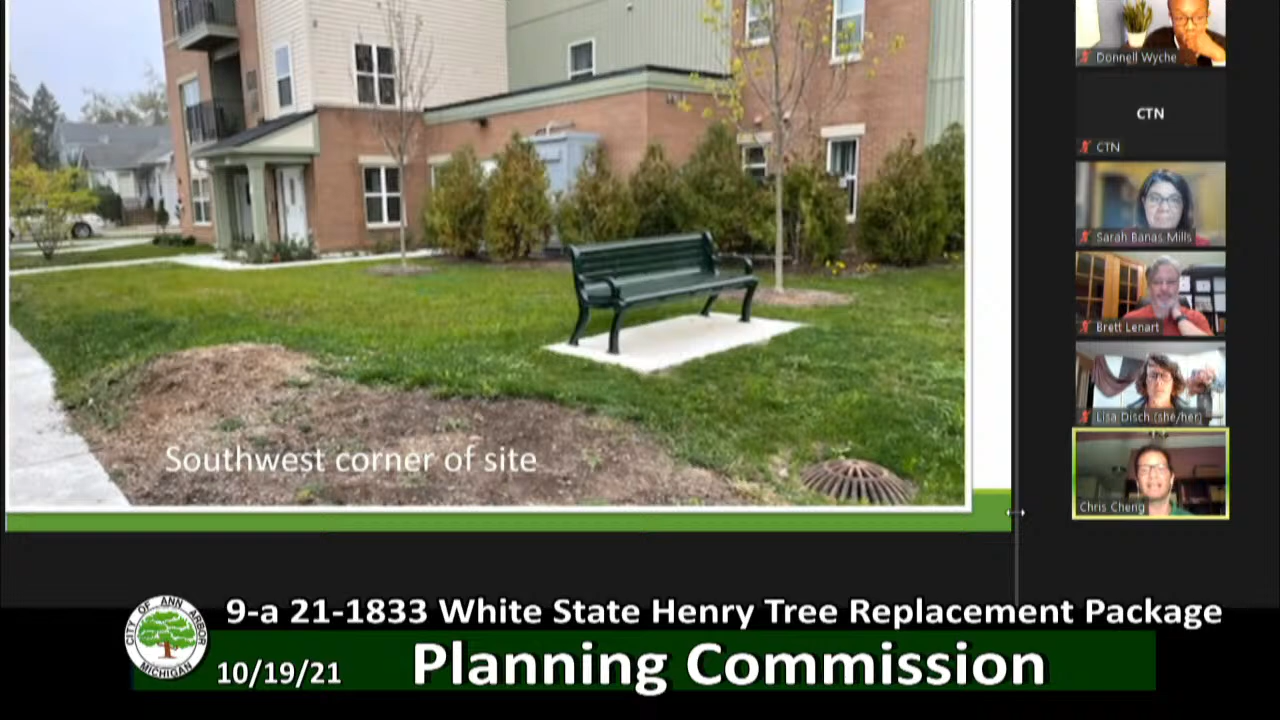 Donnell Wyche
CTN
CTN
Sarah Banas Mills
Brett Lenart
Lisa Disch (she/her)
Chris Cheng
Southwest corner of site
CITY OF ANN ARBOR
MICHIGAN
9-a 21-1833 White State Henry Tree Replacement Package
10/19/21
Planning Commission